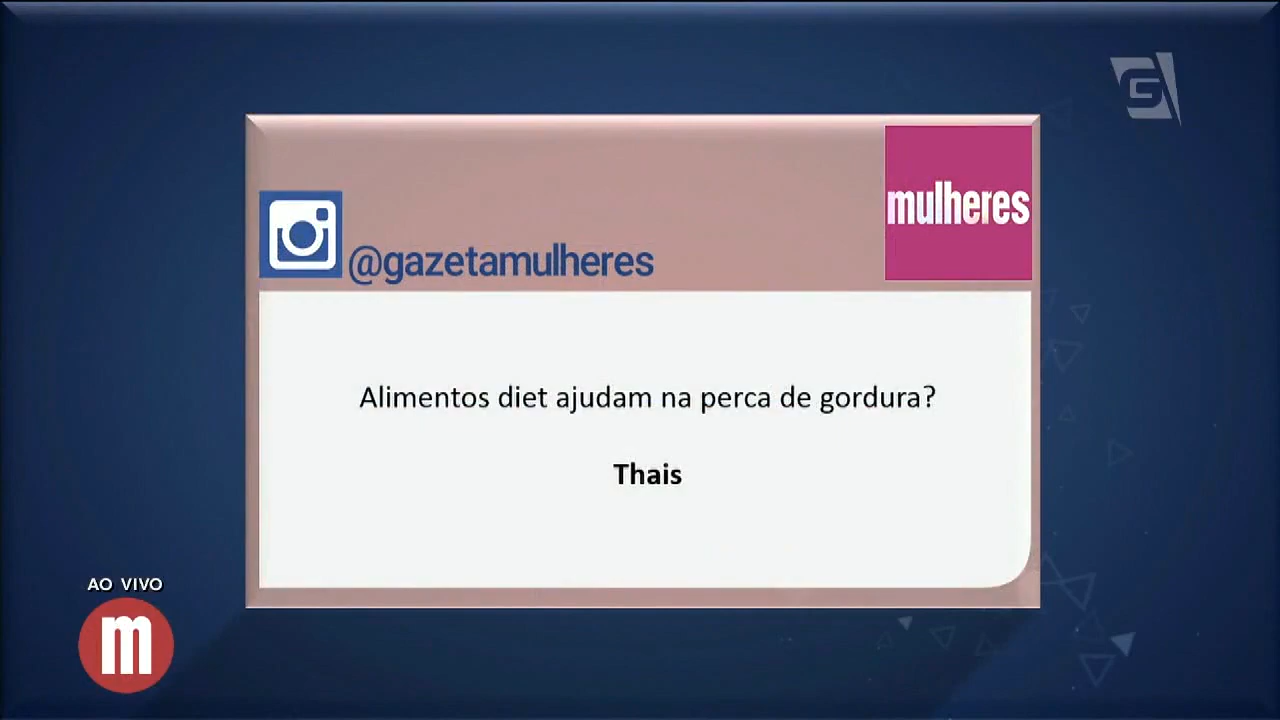 mulheres
@gazetamulheres
Alimentos diet ajudam na perca de gordura?
Thais
AO VIVO
m
G